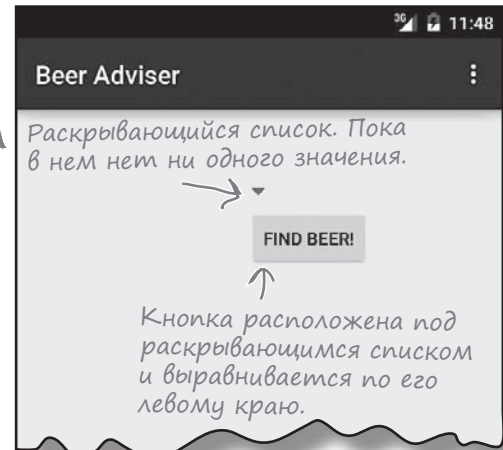 3G 11:48
Beer Adviser
Раскрывающийся список. Пока
в нем нет ни одного значения.
FIND BEER!
Кнопка расположена под
раскрывающимся списком
и выравнивается по его
левому краю.